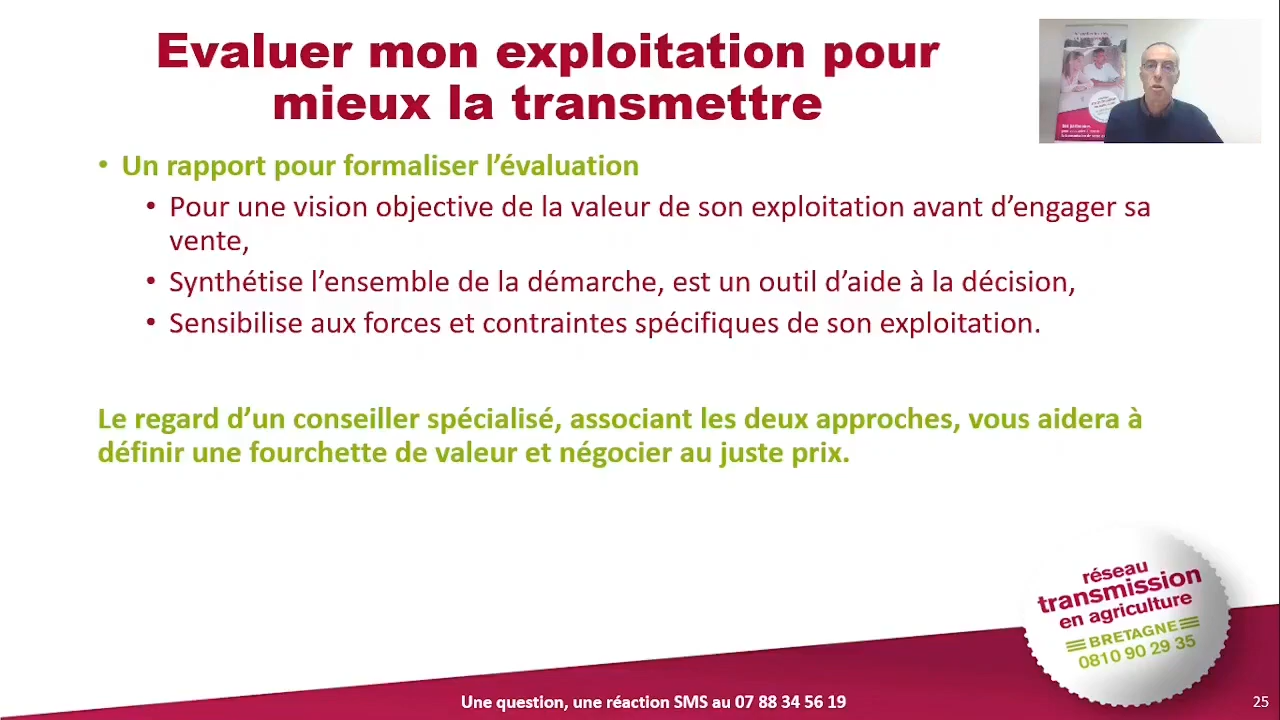 Evaluer mon exploitation pour
mieux la transmettre
• Un rapport pour formaliser l’évaluation
• Pour une vision objective de la valeur de son exploitation avant d’engager sa
vente,
• Synthétise l’ensemble de la démarche, est un outil d’aide à la décision,
• Sensibilise aux forces et contraintes spécifiques de son exploitation.
Le regard d’un conseiller spécialisé, associant les deux approches, vous aidera à
définir une fourchette de valeur et négocier au juste prix.
réseau
transmission
en agriculture
BRETAGNE
0810 90 29 35
Une question, une réaction SMS au 07 88 34 56 19
25